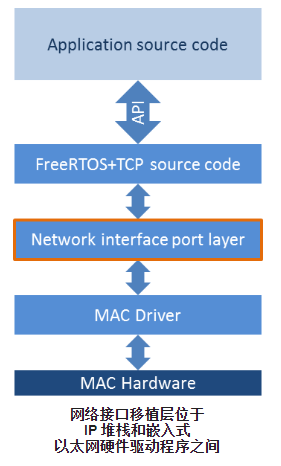 Application source code
API
FreeRTOS+TCP source code
Network interface port layer
MAC Driver
MAC Hardware
网络接口移植层位于
IP 堆栈和嵌入式
以太网硬件驱动程序之间